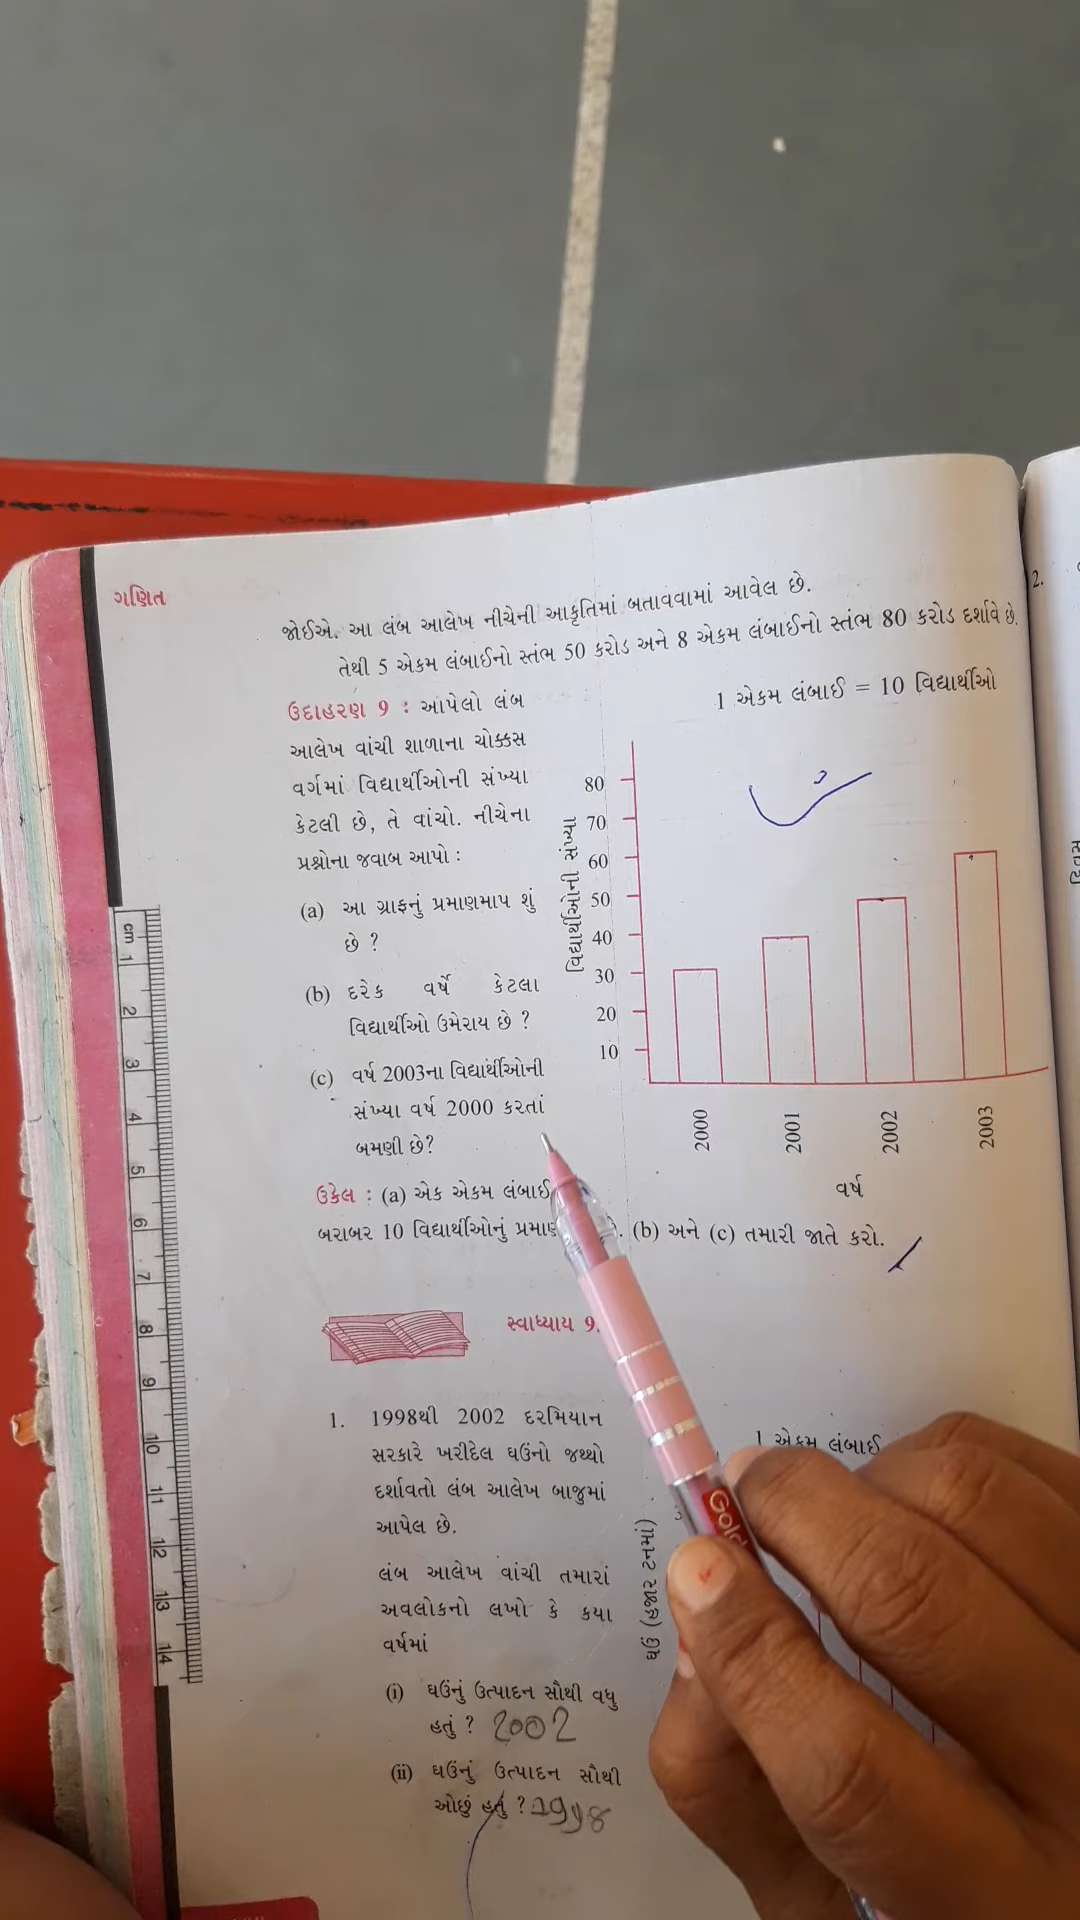 ગણિત
જોઈએ. આ લંબ આલેખ નીચેની આકૃતિમાં બતાવવામાં આવેલ છે.
તેથી 5 એકમ લંબાઈનો સ્તંભ 50 કરોડ અને 8 એકમ લંબાઈનો સ્તંભ 80 કરોડ દર્શાવે છે.
ઉદાહરણ 9 : આપેલો લંબ
આલેખ વાંચી શાળાના ચોક્કસ
વર્ગમાં વિદ્યાર્થીઓની સંખ્યા
કેટલી છે, તે વાંચો. નીચેના
પ્રશ્નોના જવાબ આપો :
(a) આ ગ્રાફનું પ્રમાણમાપ શું
છે ?
(b) દરેક વર્ષે કેટલા
વિદ્યાર્થીઓ ઉમેરાય છે ?
(c) વર્ષ 2003ના વિદ્યાર્થીઓની
સંખ્યા વર્ષ 2000 કરતાં
બમણી છે?
1 એકમ લંબાઈ = 10 વિદ્યાર્થીઓ
વિદ્યાર્થીઓની સંખ્યા
80
70
60
50
40
30
20
10
2000
2001
2002
2003
વર્ષ
ઉકેલ : (a) એક એકમ લંબાઈ
બરાબર 10 વિદ્યાર્થીઓનું (b) અને (c) તમારી જાતે કરો.
સ્વાધ્યાય 9.
1. 1998થી 2002 દરમિયાન
સરકારે ખરીદેલ ઘઉંનો જથ્થો
દર્શાવતો લંબ આલેખ બાજુમાં
આપેલ છે.
લંબ આલેખ વાંચી તમારાં
અવલોકનો લખો કે કયા
વર્ષમાં
(i) ઘઉંનું ઉત્પાદન સૌથી વધુ
હતું ? 2002
(ii) ઘઉંનું ઉત્પાદન સૌથી
ઓછું હતું ? 1998
1 એકમ લંબાઈ
ઘઉં (હજાર ટનમાં)
cm 1 2 3 4 5 6 7 8 9 10 11 12 13 14
2.
Gold